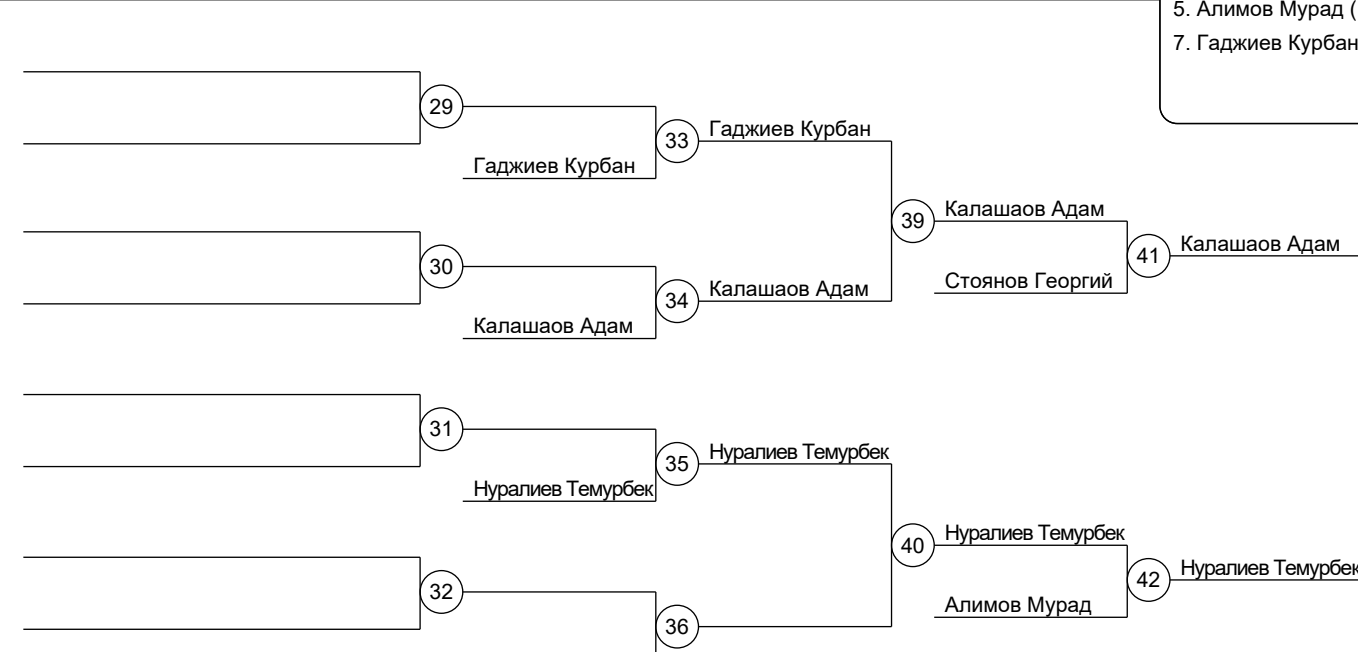 5. Алимов Мурад (
7. Гаджиев Курбан
29
33
Гаджиев Курбан
Гаджиев Курбан
39
Калашаов Адам
30
34
Калашаов Адам
Калашаов Адам
41
Калашаов Адам
Стоянов Георгий
31
35
Нуралиев Темурбек
Нуралиев Темурбек
40
Нуралиев Темурбек
42
Нуралиев Темурбек
Алимов Мурад
32
36